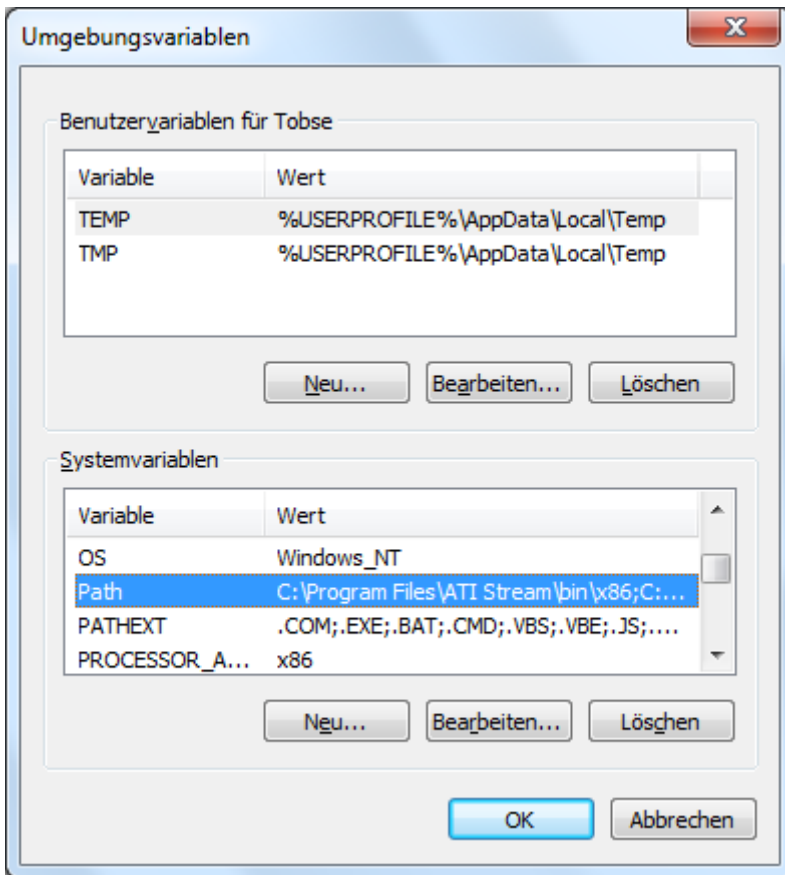 Umgebungsvariablen
Benutzervariablen für Tobse
Variable Wert
TEMP %USERPROFILE%\AppData\Local\Temp
TMP %USERPROFILE%\AppData\Local\Temp
Neu... Bearbeiten... Löschen
Systemvariablen
Variable Wert
OS Windows_NT
Path C:\Program Files\ATI Stream\bin\x86;C:...
PATHEXT .COM;.EXE;.BAT;.CMD;.VBS;.VBE;.JS;....
PROCESSOR_A... x86
Neu... Bearbeiten... Löschen
OK Abbrechen